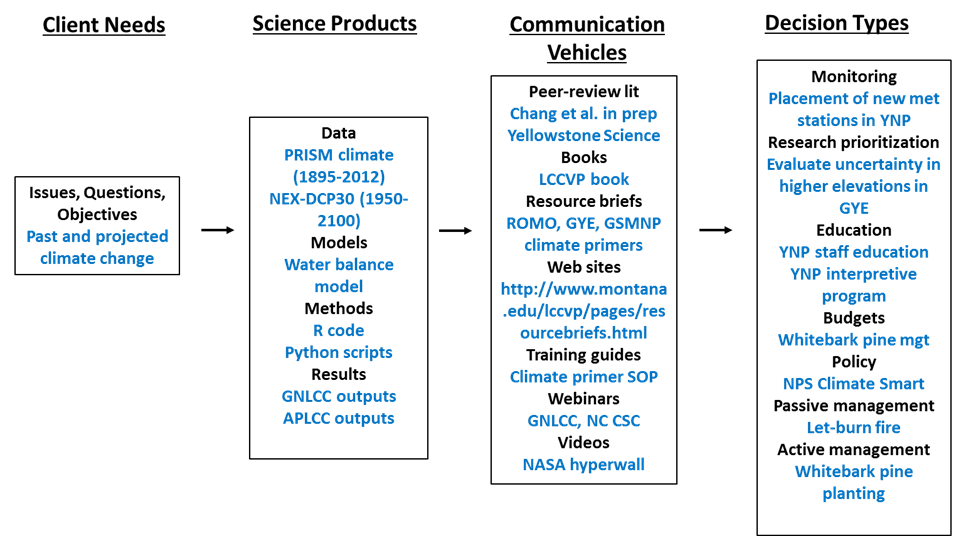 Client Needs
Issues, Questions,
Objectives
Past and projected
climate change
Science Products
Data
PRISM climate
(1895-2012)
NEX-DCP30 (1950-
2100)
Models
Water balance
model
Methods
R code
Python scripts
Results
GNLCC outputs
APLCC outputs
Communication
Vehicles
Peer-review lit
Chang et al. in prep
Yellowstone Science
Books
LCCVP book
Resource briefs
ROMO, GYE, GSMNP
climate primers
Web sites
http://www.montana
.edu/lccvp/pages/res
ourcebriefs.html
Training guides
Climate primer SOP
Webinars
GNLCC, NC CSC
Videos
NASA hyperwall
Decision Types
Monitoring
Placement of new met
stations in YNP
Research prioritization
Evaluate uncertainty in
higher elevations in
GYE
Education
YNP staff education
YNP interpretive
program
Budgets
Whitebark pine mgt
Policy
NPS Climate Smart
Passive management
Let-burn fire
Active management
Whitebark pine
planting